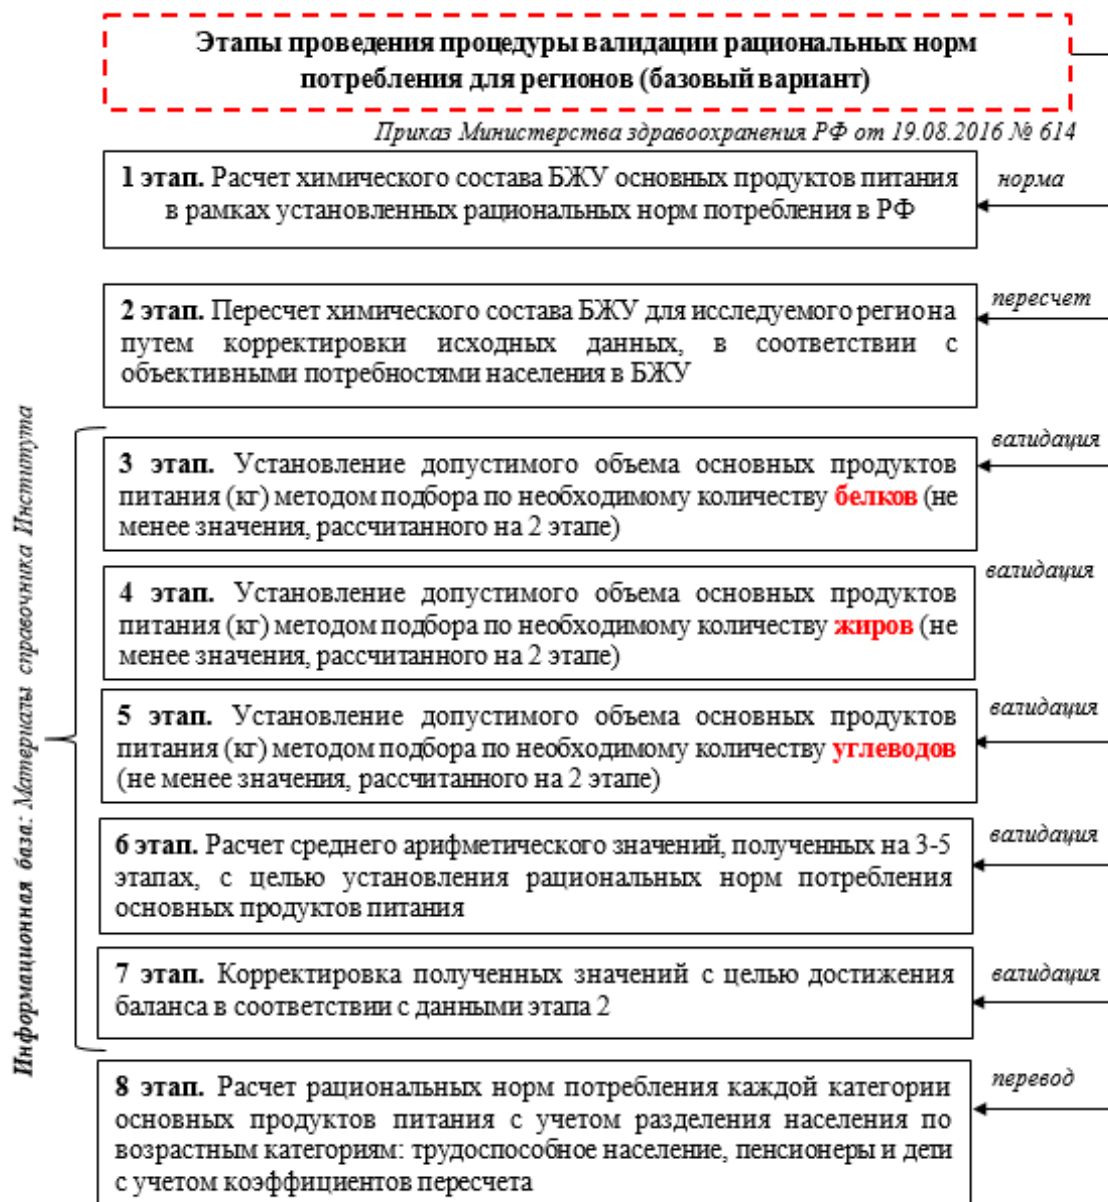 Этапы проведения процедуры валидации рациональных норм
потребления для регионов (базовый вариант)
Приказ Министерства здравоохранения РФ от 19.08.2016 № 614
1 этап. Расчет химического состава БЖУ основных продуктов питания
в рамках установленных рациональных норм потребления в РФ
норма
2 этап. Пересчет химического состава БЖУ для исследуемого региона
путем корректировки исходных данных, в соответствии с
объективными потребностями населения в БЖУ
пересчет
Информационная база: Материалы справочника Института
3 этап. Установление допустимого объема основных продуктов
питания (кг) методом подбора по необходимому количеству белков (не
менее значения, рассчитанного на 2 этапе)
валидация
4 этап. Установление допустимого объема основных продуктов
питания (кг) методом подбора по необходимому количеству жиров (не
менее значения, рассчитанного на 2 этапе)
валидация
5 этап. Установление допустимого объема основных продуктов
питания (кг) методом подбора по необходимому количеству углеводов
(не менее значения, рассчитанного на 2 этапе)
валидация
6 этап. Расчет среднего арифметического значений, полученных на 3-5
этапах, с целью установления рациональных норм потребления
основных продуктов питания
валидация
7 этап. Корректировка полученных значений с целью достижения
баланса в соответствии с данными этапа 2
валидация
8 этап. Расчет рациональных норм потребления каждой категории
основных продуктов питания с учетом разделения населения по
возрастным категориям: трудоспособное население, пенсионеры и дети
с учетом коэффициентов пересчета
перевод